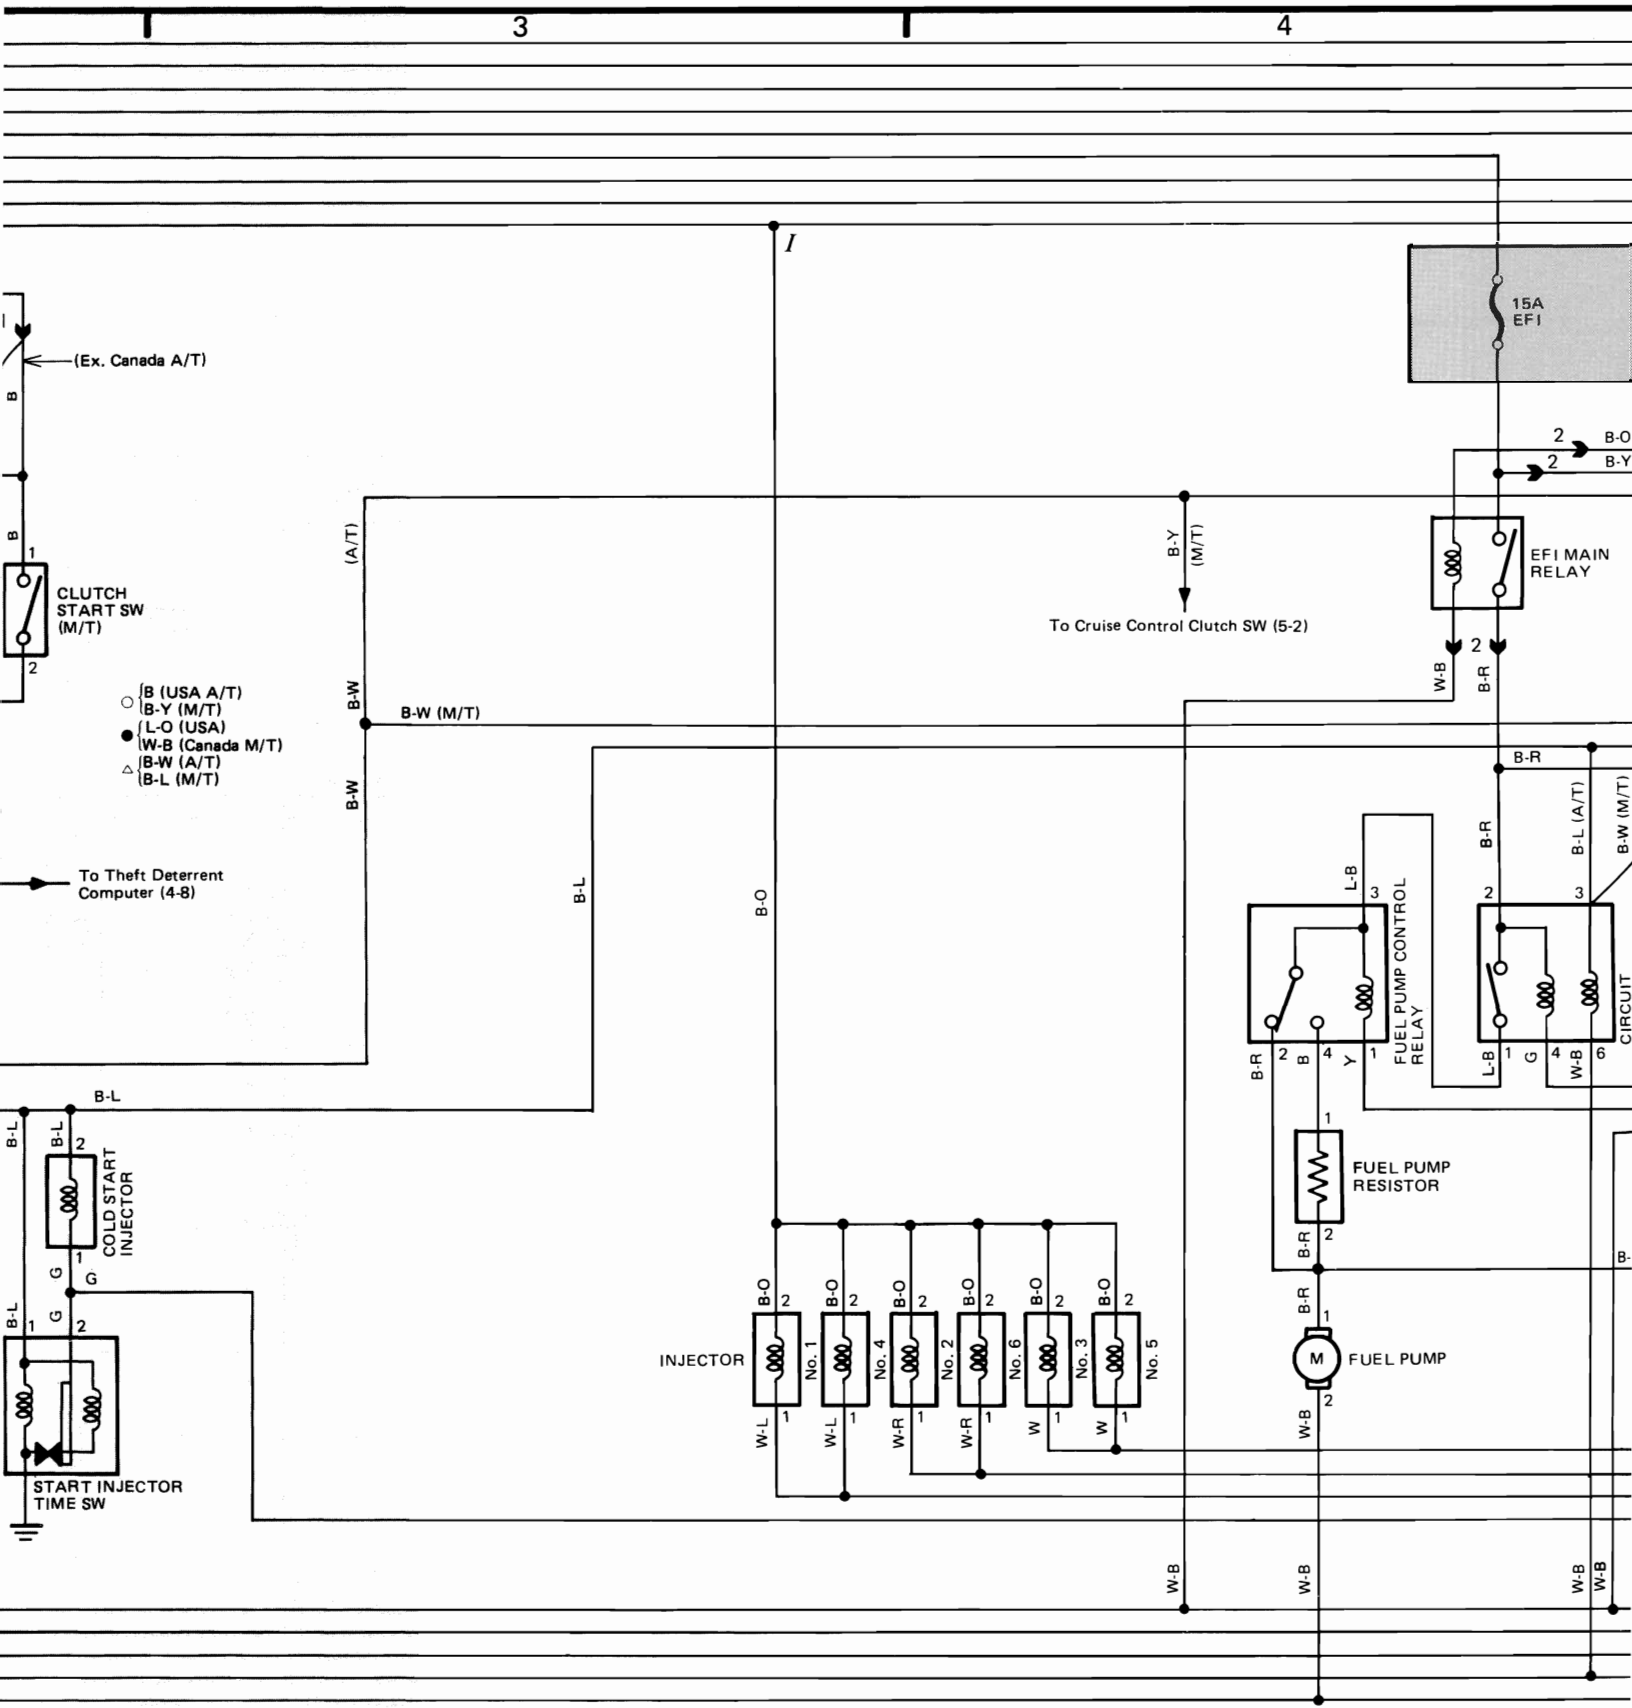 3
4
I
15A
EFI
(Ex. Canada A/T)
B
2
B-O
2
B-Y
(A/T)
B-Y
(M/T)
B
1
CLUTCH
START SW
(M/T)
2
EFI MAIN
RELAY
To Cruise Control Clutch SW (5-2)
2
W-B
B-R
B (USA A/T)
B-Y (M/T)
L-O (USA)
W-B (Canada M/T)
B-W (A/T)
B-L (M/T)
B-W
B-W (M/T)
B-W
B-R
B-R
B-L (A/T)
B-W (M/T)
To Theft Deterrent
Computer (4-8)
B-L
B-O
L-B
3
FUEL PUMP CONTROL
RELAY
2
3
CIRCUIT
B-R
2
B
4
Y
1
L-B
1
G
4
W-B
6
B-L
B-L
B-L
2
COLD START
INJECTOR
1
G
G
B-L
1
G
2
START INJECTOR
TIME SW
1
FUEL PUMP
RESISTOR
B-R
2
B-
B-R
1
M
FUEL PUMP
2
W-B
B-O
2
B-O
2
B-O
2
B-O
2
B-O
2
B-O
2
INJECTOR
No. 1
No. 4
No. 2
No. 6
No. 3
No. 5
W-L
1
W-L
1
W-R
1
W-R
1
W
1
W
1
W-B
W-B
W-B
W-B